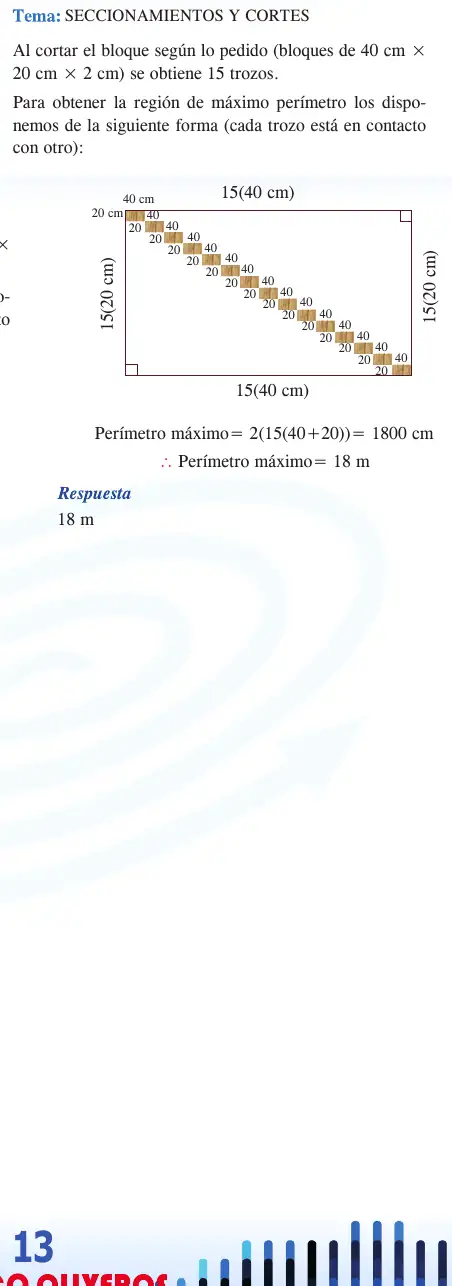 Tema: SECCIONAMIENTOS Y CORTES
Al cortar el bloque según lo pedido (bloques de 40 cm ×
20 cm × 2 cm) se obtiene 15 trozos.
Para obtener la región de máximo perímetro los dispo-
nemos de la siguiente forma (cada trozo está en contacto
con otro):
×
o-
to
15(40 cm)
40 cm
20 cm
40
20
40
20
40
20
40
20
40
20
40
20
40
20
40
20
40
20
40
20
40
20
40
20
40
20
40
20
15(20 cm)
15(20 cm)
15(40 cm)
Perímetro máximo= 2(15(40+20))= 1800 cm
∴ Perímetro máximo= 18 m
Respuesta
18 m
13